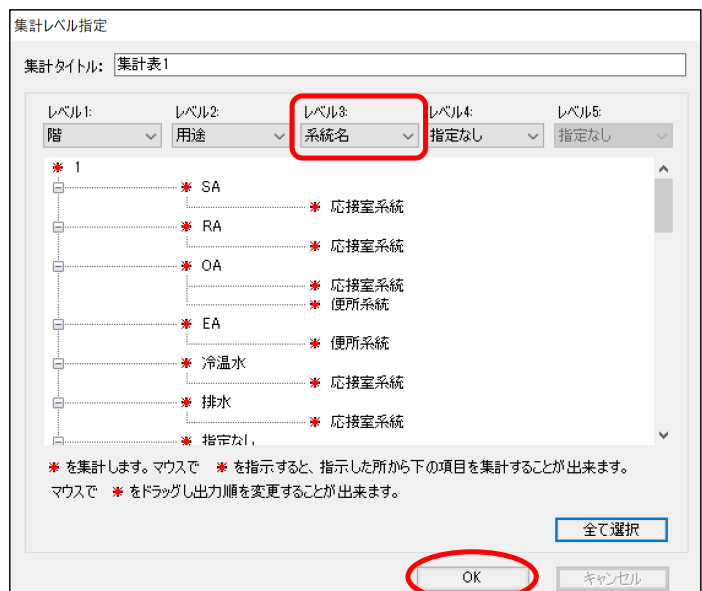 集計レベル指定
集計タイトル: 集計表1
レベル1: レベル2: レベル3: レベル4: レベル5:
階 用途 系統名 指定なし 指定なし
1
SA
応接室系統
RA
応接室系統
OA
応接室系統
便所系統
EA
便所系統
冷温水
応接室系統
排水
応接室系統
指定なし
を集計します。マウスで を指示すると、指示した所から下の項目を集計することが出来ます。
マウスで をドラッグし出力順を変更することが出来ます。
全て選択
OK キャンセル